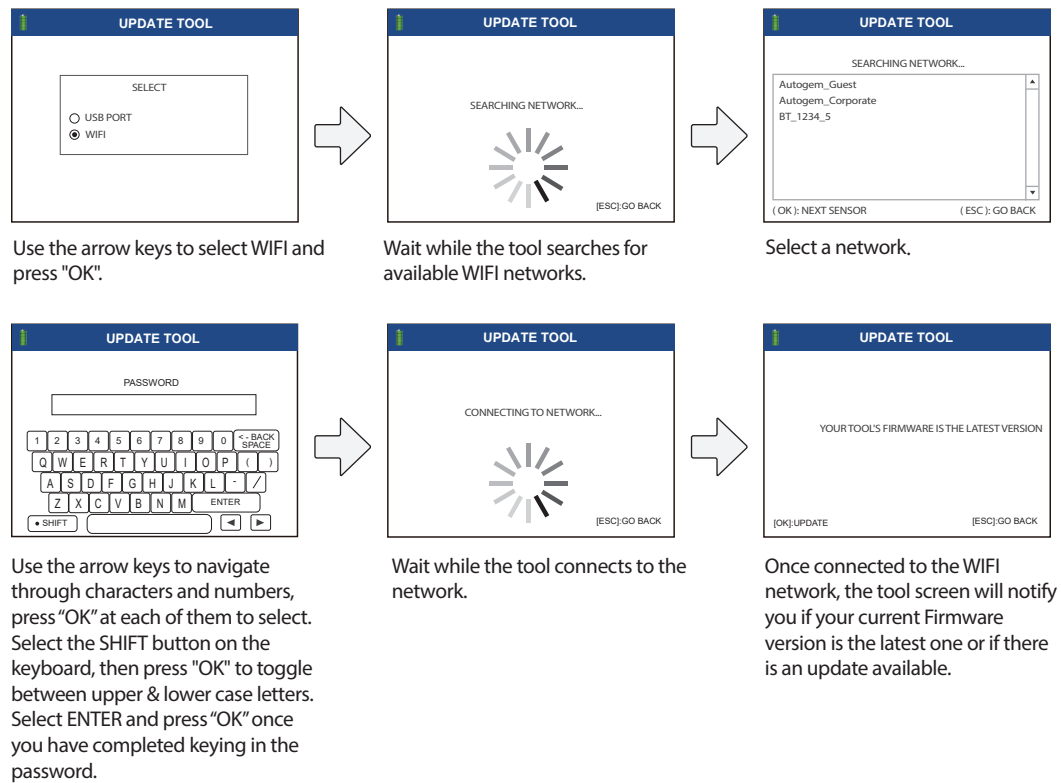 UPDATE TOOL
SELECT
USB PORT
WIFI
Use the arrow keys to select WIFI and
press "OK".
UPDATE TOOL
SEARCHING NETWORK...
[ESC]:GO BACK
Wait while the tool searches for
available WIFI networks.
UPDATE TOOL
SEARCHING NETWORK...
Autogem_Guest
Autogem_Corporate
BT_1234_5
( OK ): NEXT SENSOR ( ESC ): GO BACK
Select a network.
UPDATE TOOL
PASSWORD
1 2 3 4 5 6 7 8 9 0 <- BACK
SPACE
Q W E R T Y U I O P ( )
A S D F G H J K L - /
Z X C V B N M ENTER
• SHIFT ◄ ►
Use the arrow keys to navigate
through characters and numbers,
press “OK” at each of them to select.
Select the SHIFT button on the
keyboard, then press "OK" to toggle
between upper & lower case letters.
Select ENTER and press “OK” once
you have completed keying in the
password.
UPDATE TOOL
CONNECTING TO NETWORK...
[ESC]:GO BACK
Wait while the tool connects to the
network.
UPDATE TOOL
YOUR TOOL'S FIRMWARE IS THE LATEST VERSION
[OK]:UPDATE [ESC]:GO BACK
Once connected to the WIFI
network, the tool screen will notify
you if your current Firmware
version is the latest one or if there
is an update available.